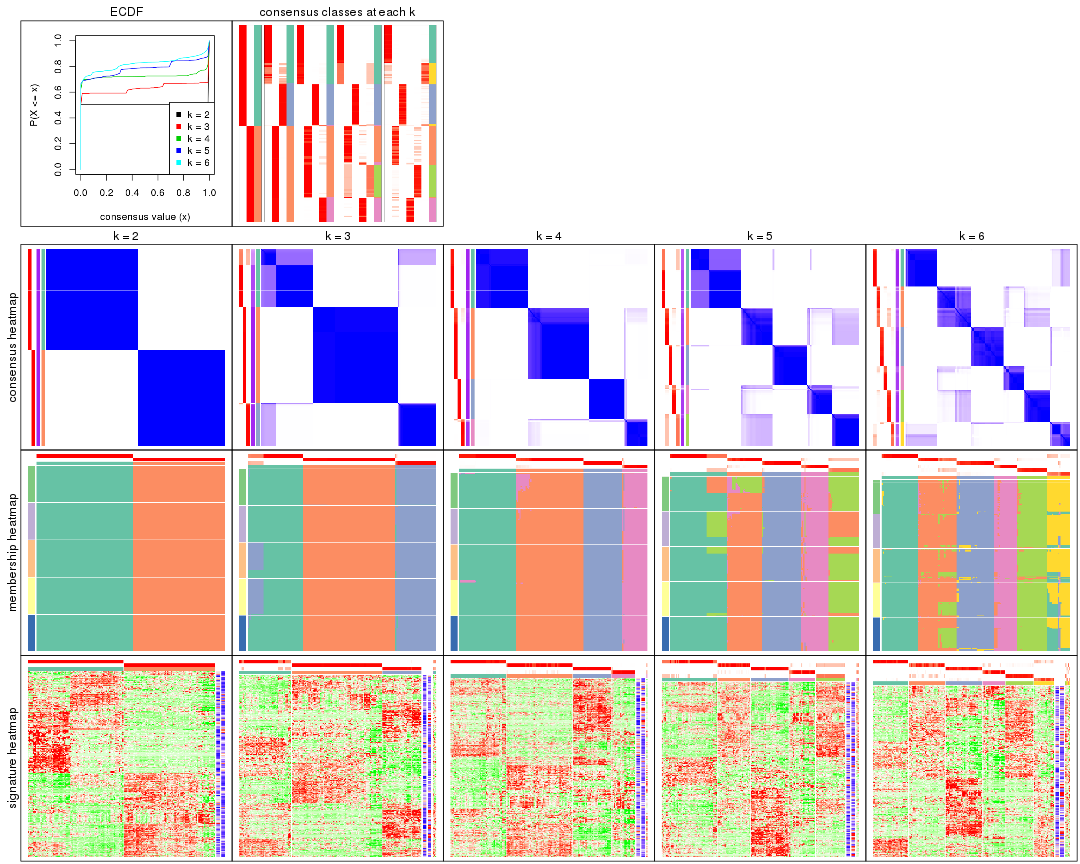 ECDF
consensus classes at each k
P(X <= x)
1.0
0.8
0.6
0.4
0.2
0.0
k = 2
k = 3
k = 4
k = 5
k = 6
0.0 0.2 0.4 0.6 0.8 1.0
consensus value (x)
k = 2 k = 3 k = 4 k = 5 k = 6
consensus heatmap
membership heatmap
signature heatmap